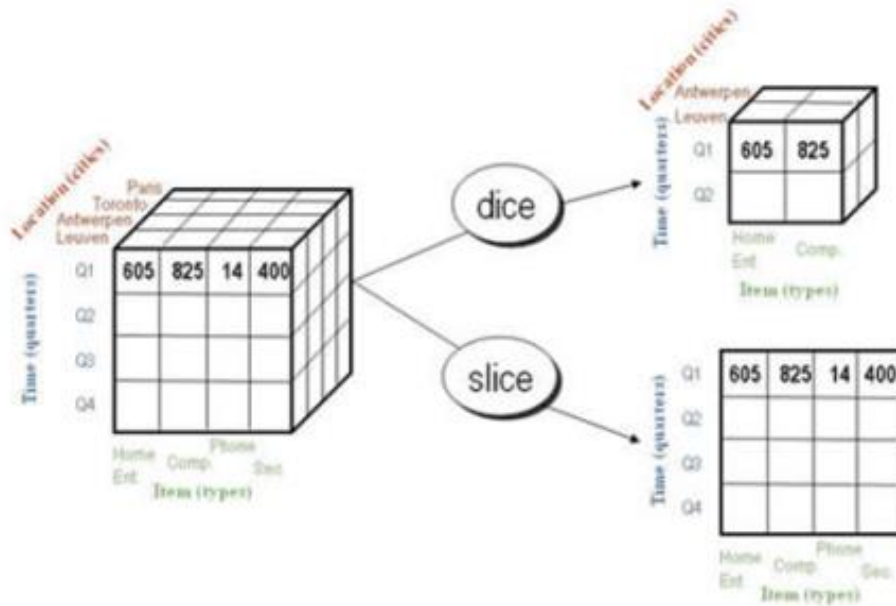 Location (cities)
Paris
Toronto
Antwerpen
Leuven
Time (quarters)
Q1 605 825 14 400
Q2
Q3
Q4
Home Ent.
Comp.
Phone
Sec.
Item (types)
dice
slice
Location (cities)
Antwerpen
Leuven
Time (quarters)
Q1 605 825
Q2
Home Ent.
Comp.
Item (types)
Time (quarters)
Q1 605 825 14 400
Q2
Q3
Q4
Home Ent.
Comp.
Phone
Sec.
Item (types)